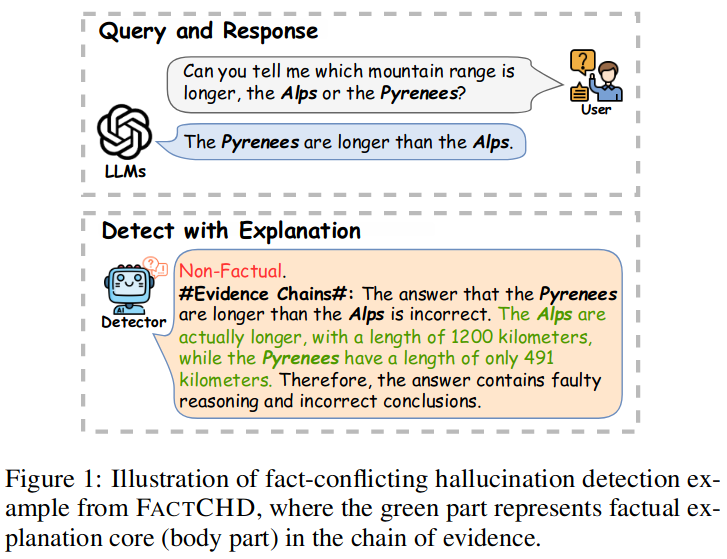 Query and Response
Can you tell me which mountain range is
longer, the Alps or the Pyrenees?
User
The Pyrenees are longer than the Alps.
LLMs
Detect with Explanation
Non-Factual.
#Evidence Chains#: The answer that the Pyrenees
are longer than the Alps is incorrect. The Alps are
actually longer, with a length of 1200 kilometers,
while the Pyrenees have a length of only 491
kilometers. Therefore, the answer contains faulty
reasoning and incorrect conclusions.
AI
Detector
Figure 1: Illustration of fact-conflicting hallucination detection ex-
ample from FACTCHD, where the green part represents factual ex-
planation core (body part) in the chain of evidence.